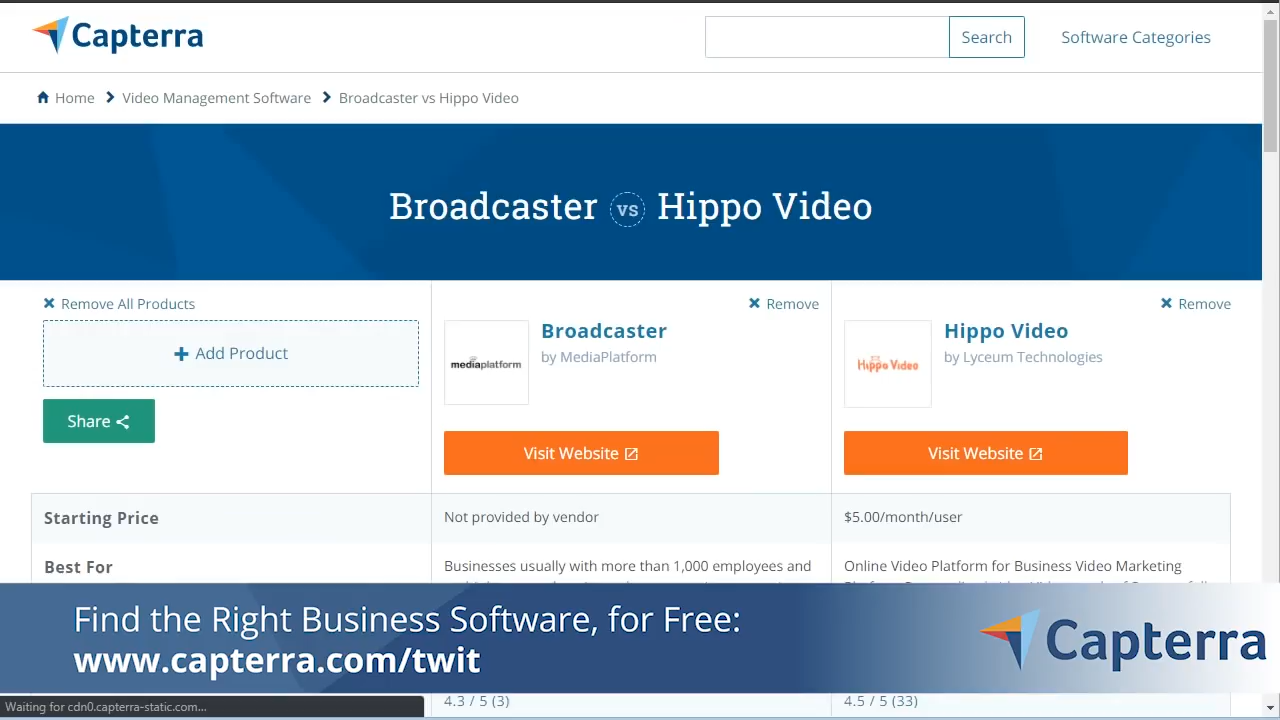 Capterra
Search
Software Categories
Home
Video Management Software
Broadcaster vs Hippo Video
Broadcaster vs Hippo Video
Remove All Products
Add Product
Share
Remove
mediaplatform
Broadcaster
by MediaPlatform
Visit Website
Remove
Hippo Video
Hippo Video
by Lyceum Technologies
Visit Website
Starting Price
Not provided by vendor
$5.00/month/user
Best For
Businesses usually with more than 1,000 employees and
Online Video Platform for Business Video Marketing
Find the Right Business Software, for Free:
www.capterra.com/twit
Capterra
4.3 / 5 (3)
4.5 / 5 (33)
Waiting for cdn0.capterra-static.com...